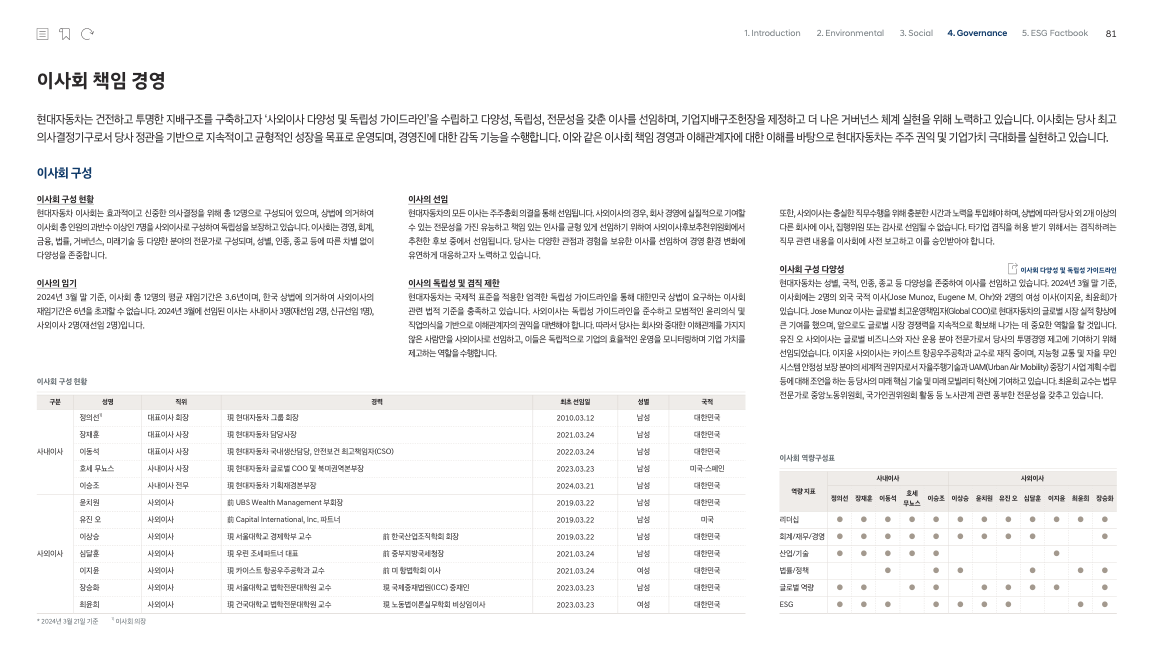 1. Introduction 2. Environmental 3. Social 4. Governance 5. ESG Factbook 81
이사회 책임 경영
현대자동차는 건전하고 투명한 지배구조를 구축하고자 ‘사외이사 다양성 및 독립성 가이드라인’을 수립하고 다양성, 독립성, 전문성을 갖춘 이사를 선임하며, 기업지배구조헌장을 제정하고 더 나은 거버넌스 체계 실현을 위해 노력하고 있습니다. 이사회는 당사 최고
의사결정기구로서 당사 정관을 기반으로 지속적이고 균형적인 성장을 목표로 운영되며, 경영진에 대한 감독 기능을 수행합니다. 이와 같은 이사회 책임 경영과 이해관계자에 대한 이해를 바탕으로 현대자동차는 주주 권익 및 기업가치 극대화를 실현하고 있습니다.
이사회 구성
이사회 구성 현황
현대자동차 이사회는 효과적이고 신중한 의사결정을 위해 총 12명으로 구성되어 있으며, 상법에 의거하여
이사회 총 인원의 과반수 이상인 7명을 사외이사로 구성하여 독립성을 보장하고 있습니다. 이사회는 경영, 회계,
금융, 법률, 거버넌스, 미래기술 등 다양한 분야의 전문가로 구성되며, 성별, 인종, 종교 등에 따른 차별 없이
다양성을 존중합니다.
이사의 임기
2024년 3월 말 기준, 이사회 총 12명의 평균 재임기간은 3.6년이며, 한국 상법에 의거하여 사외이사의
재임기간은 6년을 초과할 수 없습니다. 2024년 3월에 선임된 이사는 사내이사 3명(재선임 2명, 신규선임 1명),
사외이사 2명(재선임 2명)입니다.
이사의 선임
현대자동차의 모든 이사는 주주총회 의결을 통해 선임됩니다. 사외이사의 경우, 회사 경영에 실질적으로 기여할
수 있는 전문성을 가진 유능하고 책임 있는 인사를 균형 있게 선임하기 위하여 사외이사후보추천위원회에서
추천한 후보 중에서 선임됩니다. 당사는 다양한 관점과 경험을 보유한 이사를 선임하여 경영 환경 변화에
유연하게 대응하고자 노력하고 있습니다.
이사의 독립성 및 겸직 제한
현대자동차는 국제적 표준을 적용한 엄격한 독립성 가이드라인을 통해 대한민국 상법이 요구하는 이사회
관련 법적 기준을 충족하고 있습니다. 사외이사는 독립성 가이드라인을 준수하고 모범적인 윤리의식 및
직업의식을 기반으로 이해관계자의 권익을 대변해야 합니다. 따라서 당사는 회사와 중대한 이해관계를 가지지
않은 사람만을 사외이사로 선임하고, 이들은 독립적으로 기업의 효율적인 운영을 모니터링하며 기업 가치를
제고하는 역할을 수행합니다.
또한, 사외이사는 충실한 직무수행을 위해 충분한 시간과 노력을 투입해야 하며, 상법에 따라 당사 외 2개 이상의
다른 회사에 이사, 집행위원 또는 감사로 선임될 수 없습니다. 타기업 겸직을 허용 받기 위해서는 겸직하려는
직무 관련 내용을 이사회에 사전 보고하고 이를 승인받아야 합니다.
이사회 구성 다양성 이사회 다양성 및 독립성 가이드라인
현대자동차는 성별, 국적, 인종, 종교 등 다양성을 존중하여 이사를 선임하고 있습니다. 2024년 3월 말 기준,
이사회에는 2명의 외국 국적 이사(Jose Munoz, Eugene M. Ohr)와 2명의 여성 이사(이지윤, 최윤희)가
있습니다. Jose Munoz 이사는 글로벌 최고운영책임자(Global COO)로 현대자동차의 글로벌 시장 실적 향상에
큰 기여를 했으며, 앞으로도 글로벌 시장 경쟁력을 지속적으로 확보해 나가는 데 중요한 역할을 할 것입니다.
유진 오 사외이사는 글로벌 비즈니스와 자산 운용 분야 전문가로서 당사의 투명경영 제고에 기여하기 위해
선임되었습니다. 이지윤 사외이사는 카이스트 항공우주공학과 교수로 재직 중이며, 지능형 교통 및 자율 무인
시스템 안정성 보장 분야의 세계적 권위자로서 자율주행기술과 UAM(Urban Air Mobility) 중장기 사업 계획 수립
등에 대해 조언을 하는 등 당사의 미래 핵심 기술 및 미래 모빌리티 혁신에 기여하고 있습니다. 최윤희 교수는 법무
전문가로 중앙노동위원회, 국가인권위원회 활동 등 노사관계 관련 풍부한 전문성을 갖추고 있습니다.
이사회 구성 현황
구분 성명 직위 경력 최초 선임일 성별 국적
사내이사
정의선¹⁾ 대표이사 회장 現 현대자동차 그룹 회장 2010.03.12 남성 대한민국
장재훈 대표이사 사장 現 현대자동차 담당사장 2021.03.24 남성 대한민국
이동석 대표이사 사장 現 현대자동차 국내생산담당, 안전보건 최고책임자(CSO) 2022.03.24 남성 대한민국
호세 무뇨스 사내이사 사장 現 현대자동차 글로벌 COO 및 북미권역본부장 2023.03.23 남성 미국·스페인
이승조 사내이사 전무 現 현대자동차 기획재경본부장 2024.03.21 남성 대한민국
사외이사
윤치원 사외이사 前 UBS Wealth Management 부회장 2019.03.22 남성 대한민국
유진 오 사외이사 前 Capital International, Inc. 파트너 2019.03.22 남성 미국
이상승 사외이사 現 서울대학교 경제학부 교수 前 한국산업조직학회 회장 2019.03.22 남성 대한민국
심달훈 사외이사 現 우린 조세파트너 대표 前 중부지방국세청장 2021.03.24 남성 대한민국
이지윤 사외이사 現 카이스트 항공우주공학과 교수 前 미 항법학회 이사 2021.03.24 여성 대한민국
장승화 사외이사 現 서울대학교 법학전문대학원 교수 現 국제중재법원(ICC) 중재인 2023.03.23 남성 대한민국
최윤희 사외이사 現 건국대학교 법학전문대학원 교수 現 노동법이론실무학회 비상임이사 2023.03.23 여성 대한민국
* 2024년 3월 21일 기준 ¹⁾ 이사회 의장
이사회 역량구성표
역량 지표 사내이사 사외이사
정의선 장재훈 이동석 호세 무뇨스 이승조 이상승 윤치원 유진 오 심달훈 이지윤 최윤희 장승화
리더십 ● ● ● ● ● ● ● ● ● ● ● ●
회계/재무/경영 ● ● ● ● ● ● ● ● ● ●
산업/기술 ● ● ● ● ● ●
법률/정책 ● ● ● ● ● ●
글로벌 역량 ● ● ● ● ● ● ● ● ●
ESG ● ● ● ● ● ● ● ● ●